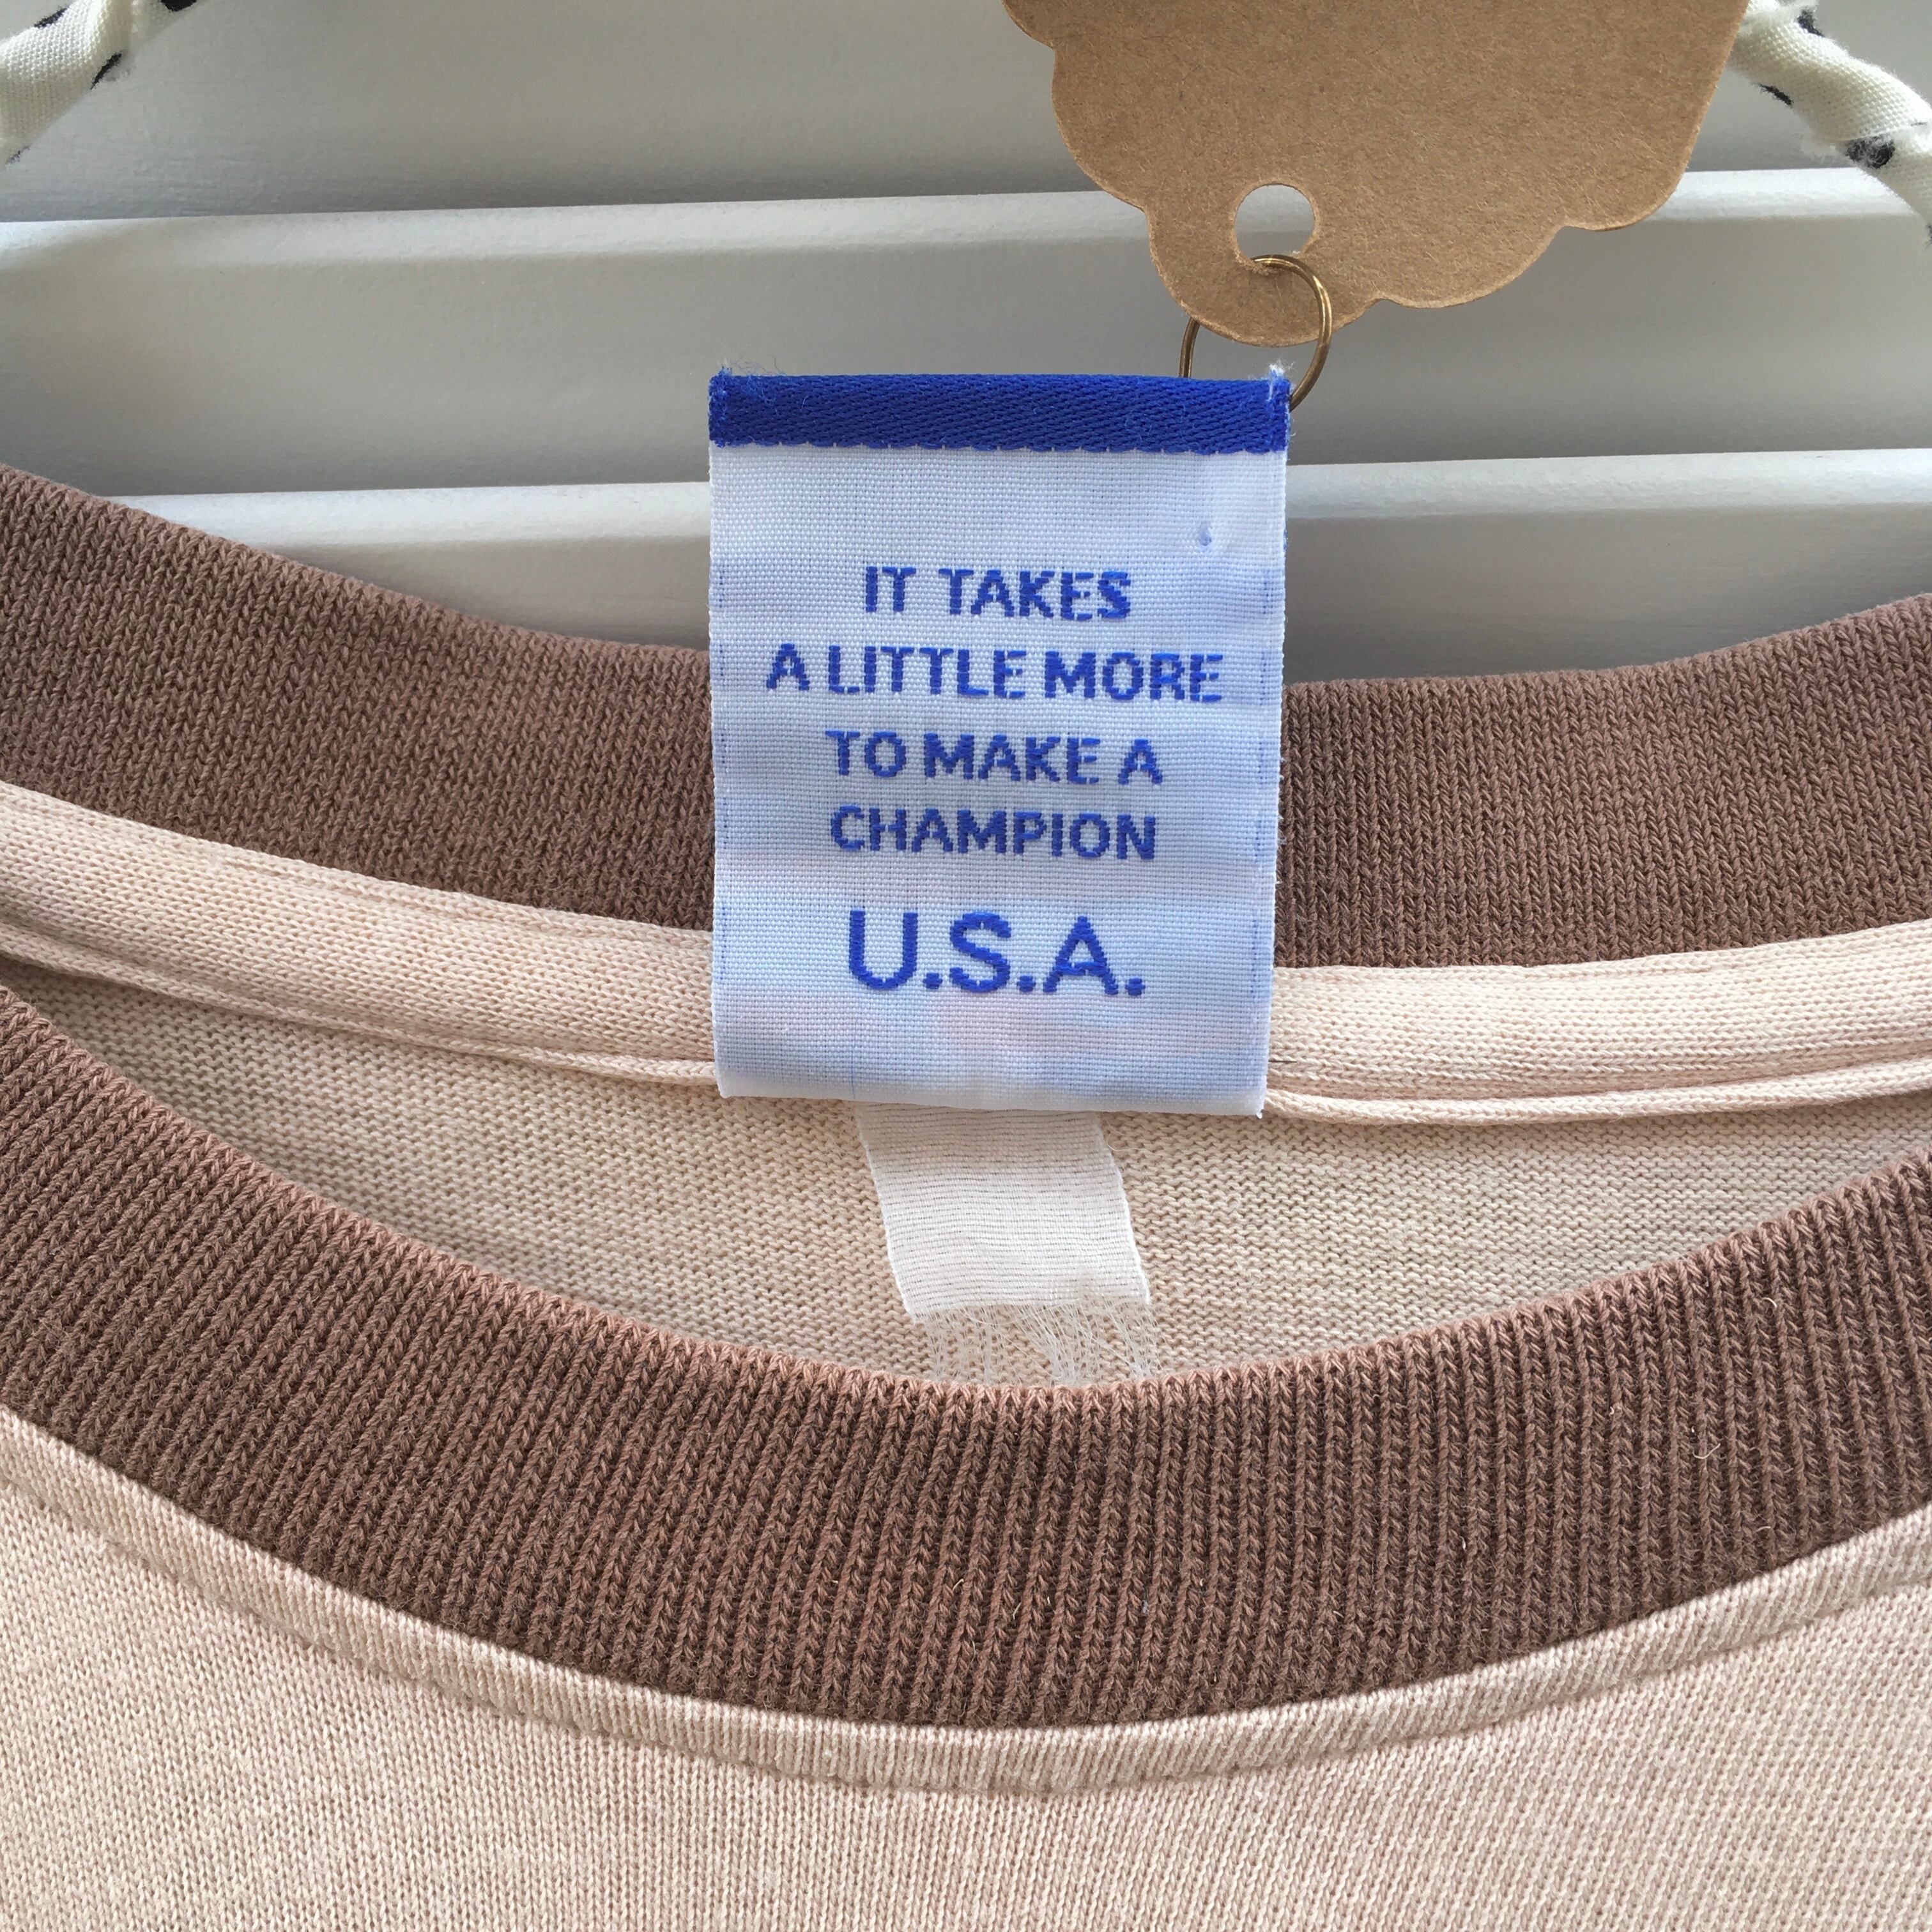 IT TAKES
A LITTLE MORE
TO MAKE A
CHAMPION
U.S.A.